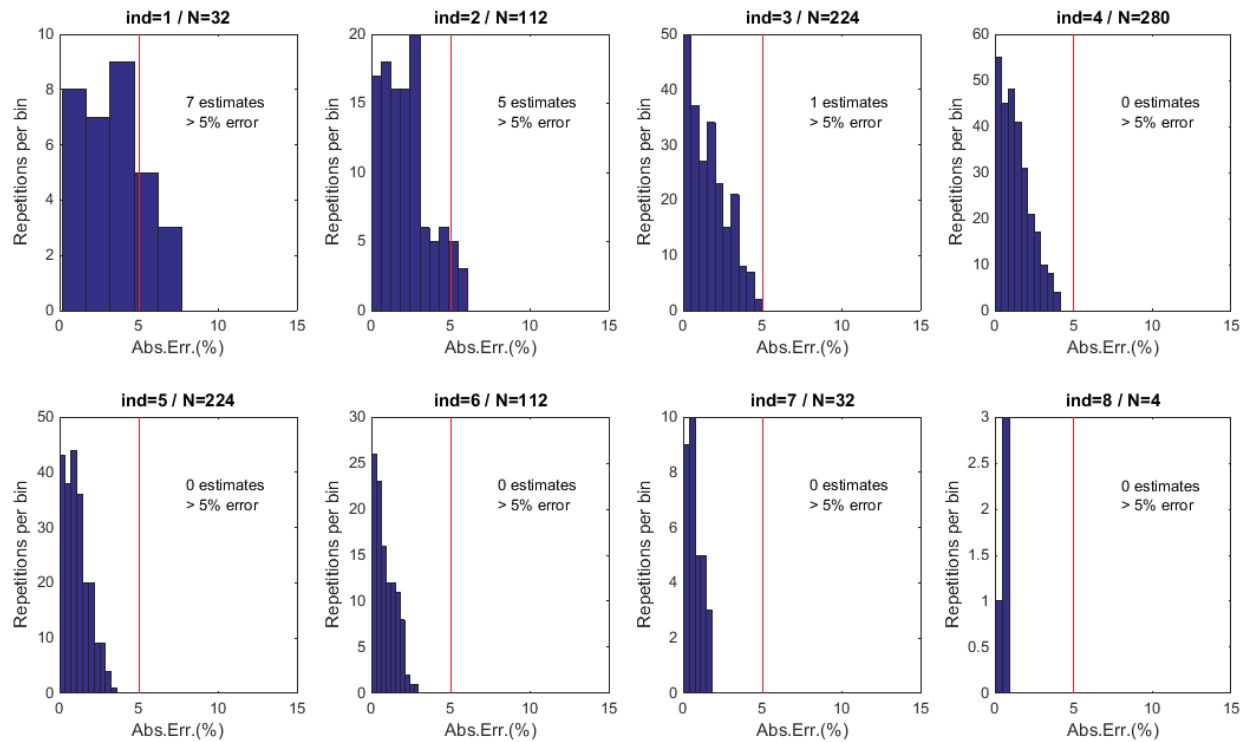 ind=1 / N=32
10
8
6
4
2
0
Repetitions per bin
7 estimates
> 5% error
0 5 10 15
Abs.Err.(%)
ind=2 / N=112
20
15
10
5
0
Repetitions per bin
5 estimates
> 5% error
0 5 10 15
Abs.Err.(%)
ind=3 / N=224
50
40
30
20
10
0
Repetitions per bin
1 estimates
> 5% error
0 5 10 15
Abs.Err.(%)
ind=4 / N=280
60
50
40
30
20
10
0
Repetitions per bin
0 estimates
> 5% error
0 5 10 15
Abs.Err.(%)
ind=5 / N=224
50
40
30
20
10
0
Repetitions per bin
0 estimates
> 5% error
0 5 10 15
Abs.Err.(%)
ind=6 / N=112
30
25
20
15
10
5
0
Repetitions per bin
0 estimates
> 5% error
0 5 10 15
Abs.Err.(%)
ind=7 / N=32
10
8
6
4
2
0
Repetitions per bin
0 estimates
> 5% error
0 5 10 15
Abs.Err.(%)
ind=8 / N=4
3
2.5
2
1.5
1
0.5
0
Repetitions per bin
0 estimates
> 5% error
0 5 10 15
Abs.Err.(%)